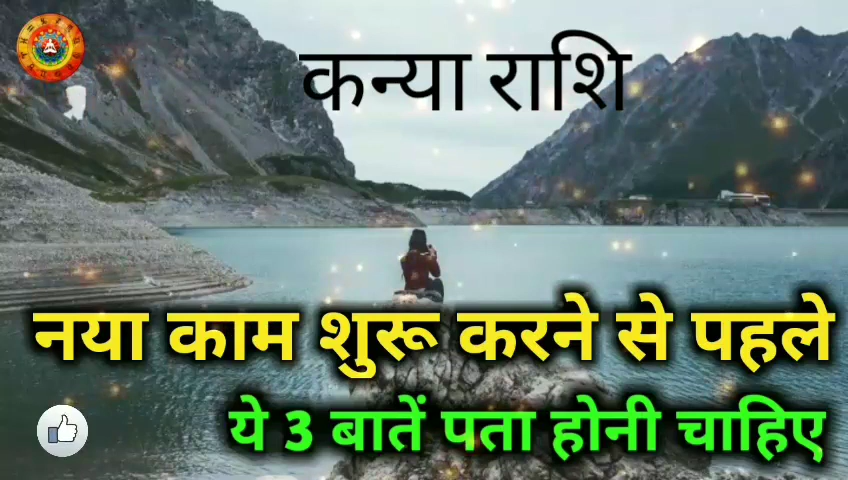 कन्या राशि
नया काम शुरू करने से पहले
ये 3 बातें पता होनी चाहिए